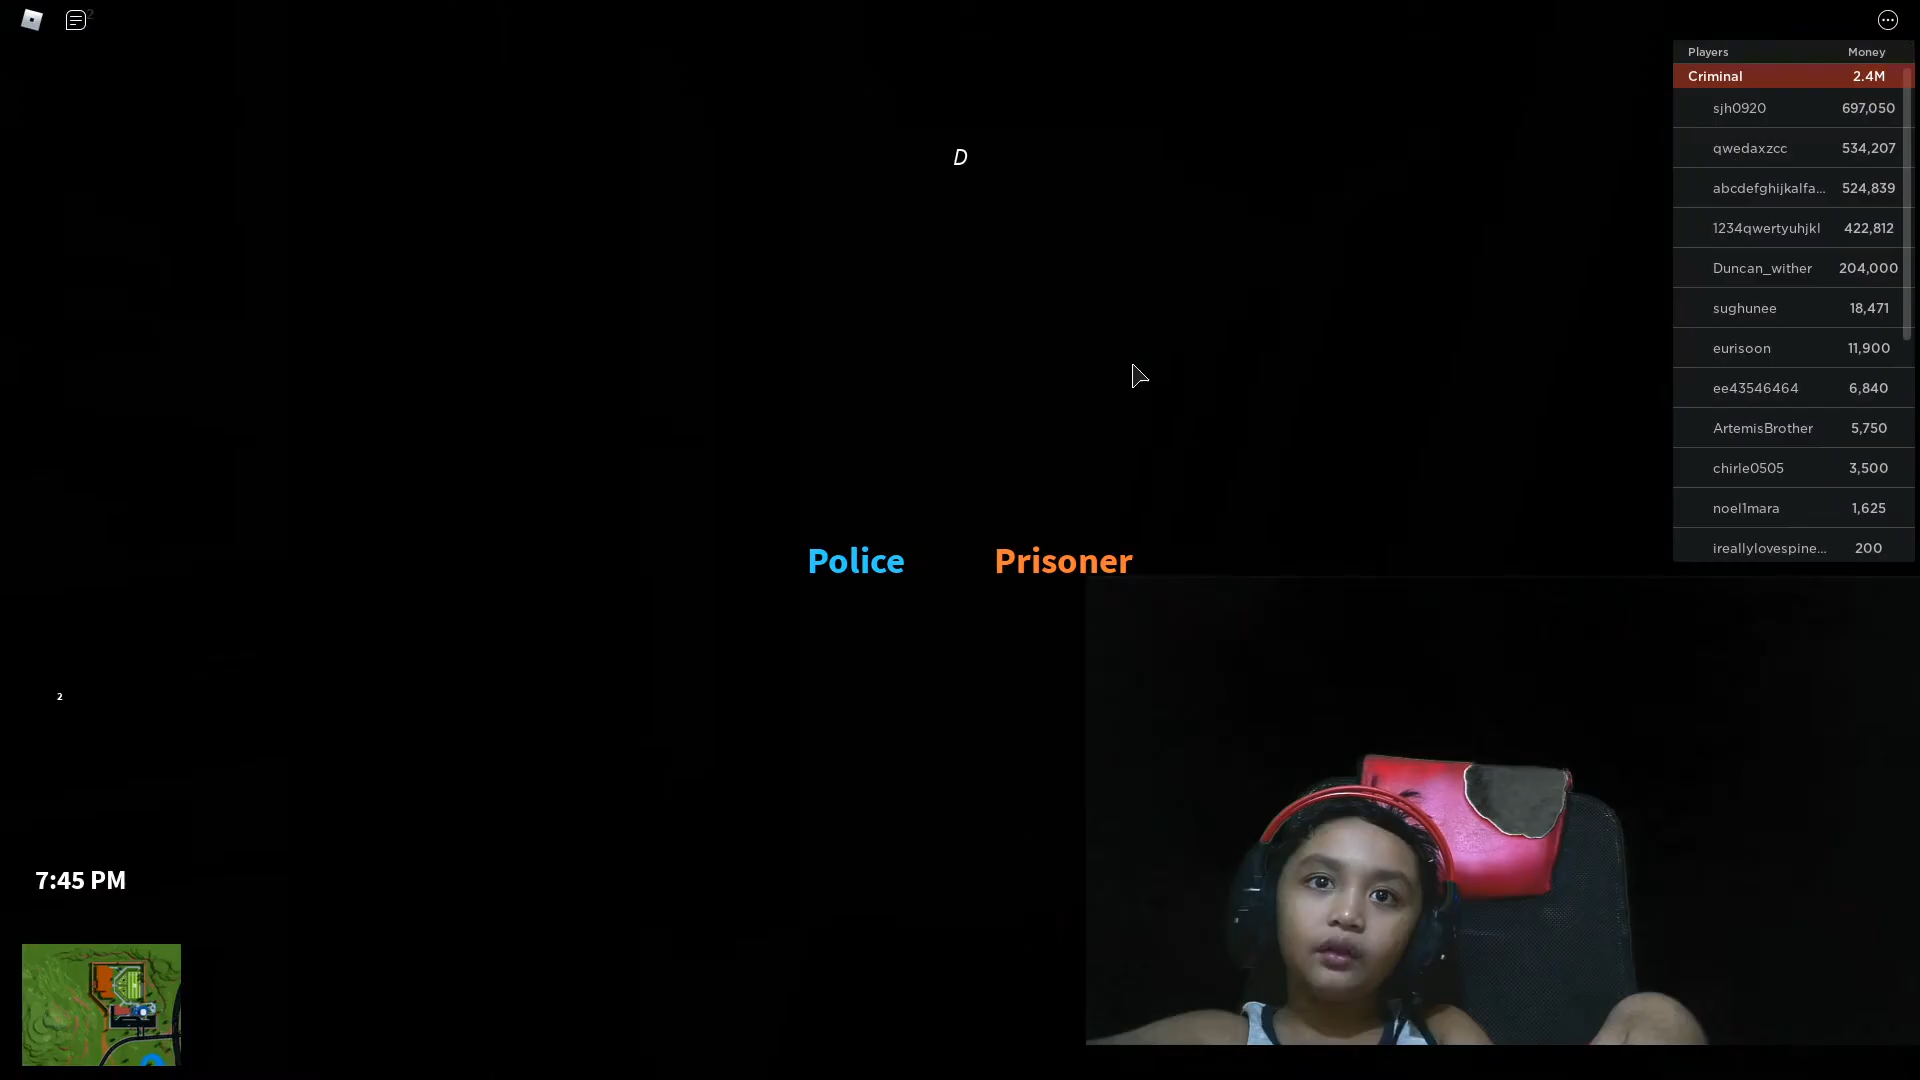 2
Players Money
Criminal 2.4M
sjh0920 697,050
qwedaxzcc 534,207
abcdefghijkalfa... 524,839
1234qwertyuhjkl 422,812
Duncan_wither 204,000
sughunee 18,471
eurisoon 11,900
ee43546464 6,840
ArtemisBrother 5,750
chirle0505 3,500
noel1mara 1,625
ireallylovespine... 200
D
Police Prisoner
2
7:45 PM